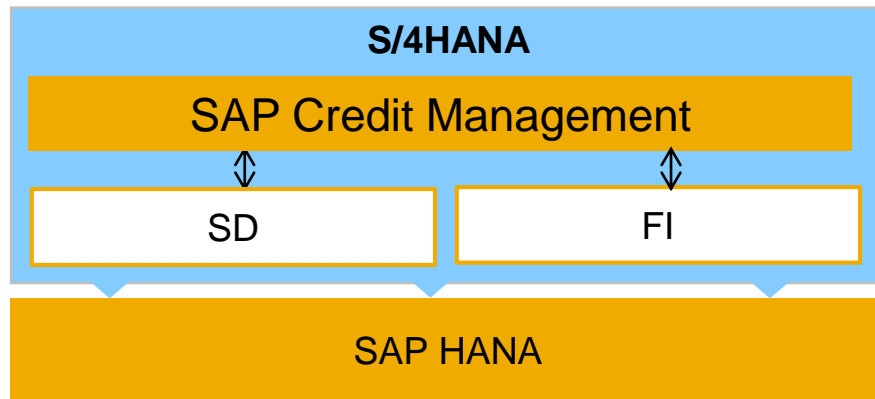 S/4HANA
SAP Credit Management
SD
FI
SAP HANA